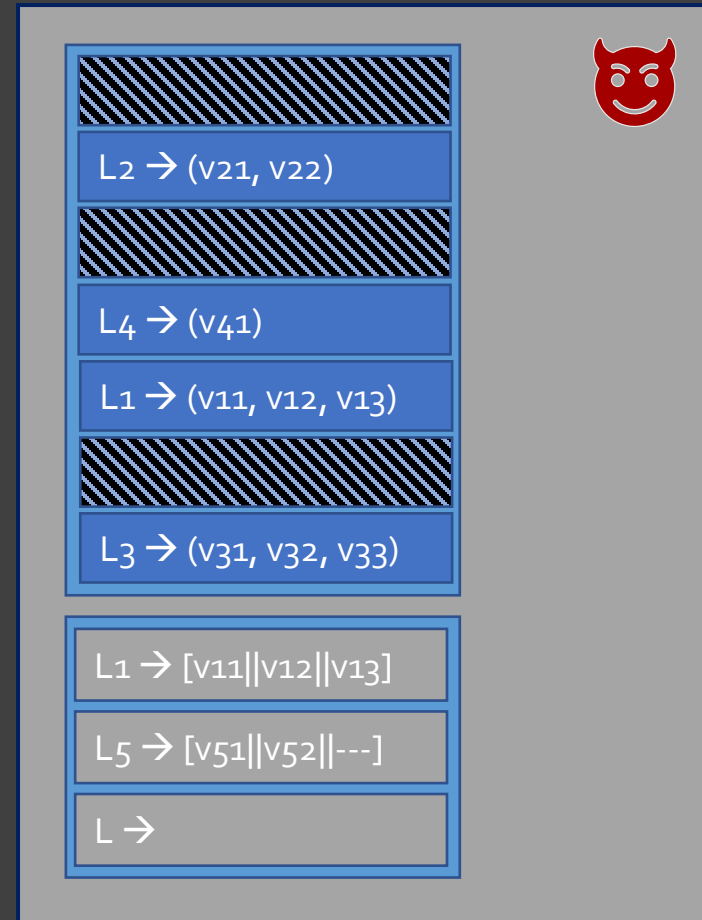 L2 → (v21, v22)
L4 → (v41)
L1 → (v11, v12, v13)
L3 → (v31, v32, v33)
L1 → [v11||v12||v13]
L5 → [v51||v52||---]
L →